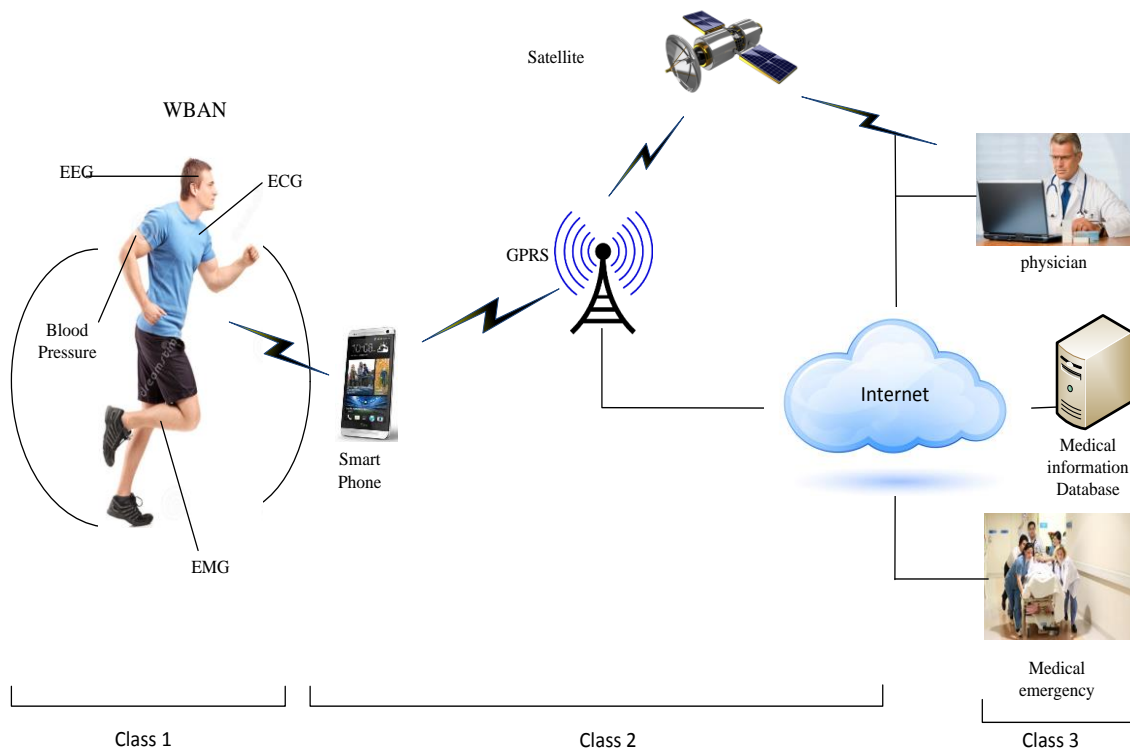 Satellite
WBAN
EEG
ECG
GPRS
physician
Blood
Pressure
Internet
Smart
Phone
Medical
information
Database
EMG
Medical
emergency
Class 1
Class 2
Class 3